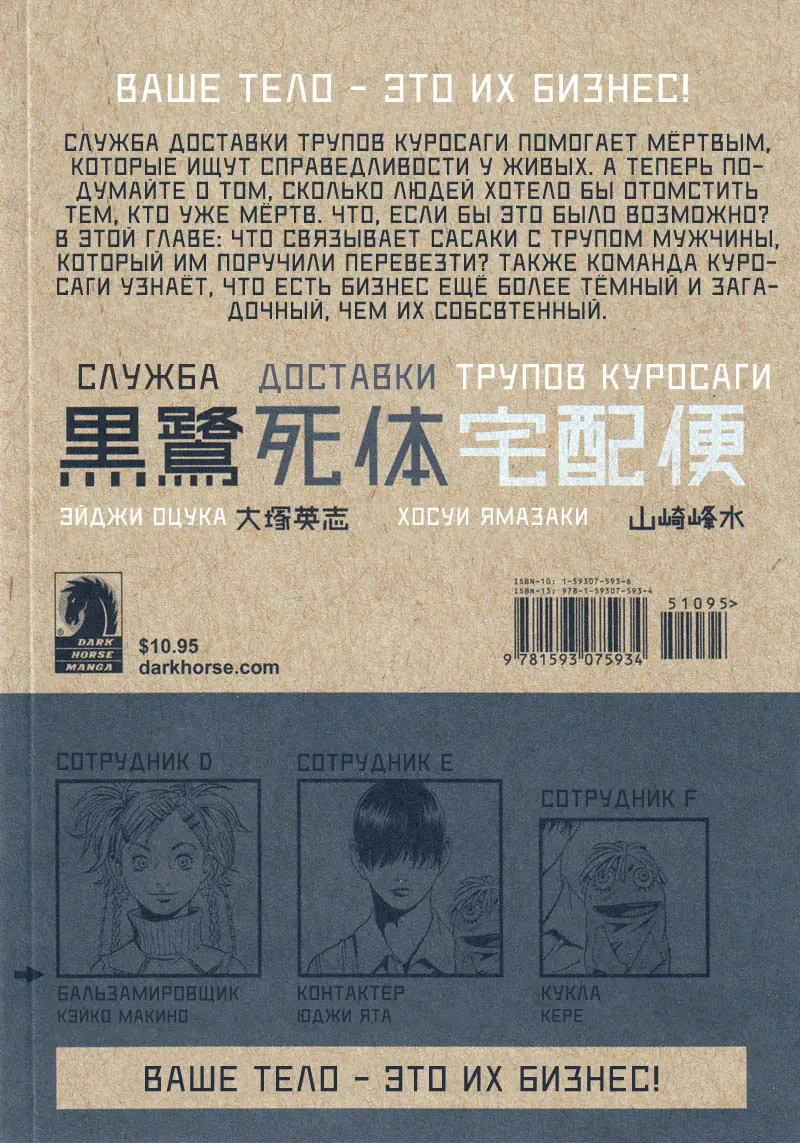 ВАШЕ ТЕЛО – ЭТО ИХ БИЗНЕС!
СЛУЖБА ДОСТАВКИ ТРУПОВ КУРОСАГИ ПОМОГАЕТ МЁРТВЫМ,
КОТОРЫЕ ИЩУТ СПРАВЕДЛИВОСТИ У ЖИВЫХ. А ТЕПЕРЬ ПО-
ДУМАЙТЕ О ТОМ, СКОЛЬКО ЛЮДЕЙ ХОТЕЛО БЫ ОТОМСТИТЬ
ТЕМ, КТО УЖЕ МЁРТВ. ЧТО, ЕСЛИ БЫ ЭТО БЫЛО ВОЗМОЖНО?
В ЭТОЙ ГЛАВЕ: ЧТО СВЯЗЫВАЕТ САСАКИ С ТРУПОМ МУЖЧИНЫ,
КОТОРЫЙ ИМ ПОРУЧИЛИ ПЕРЕВЕЗТИ? ТАКЖЕ КОМАНДА КУРО-
САГИ УЗНАЁТ, ЧТО ЕСТЬ БИЗНЕС ЕЩЁ БОЛЕЕ ТЁМНЫЙ И ЗАГА-
ДОЧНЫЙ, ЧЕМ ИХ СОБСВТЕННЫЙ.
СЛУЖБА ДОСТАВКИ ТРУПОВ КУРОСАГИ
黒鷺死体宅配便
ЭЙДЖИ ОЦУКА 大塚英志 ХОСУИ ЯМАЗАКИ 山崎峰水
ISBN-10: 1-59307-593-6
ISBN-13: 978-1-59307-593-4
51095>
9 781593 075934
®
DARK
HORSE
MANGA
$10.95
darkhorse.com
СОТРУДНИК D
СОТРУДНИК E
СОТРУДНИК F
БАЛЬЗАМИРОВЩИК
КЭЙКО МАКИНО
КОНТАКТЕР
ЮДЖИ ЯТА
КУКЛА
КЕРЕ
ВАШЕ ТЕЛО – ЭТО ИХ БИЗНЕС!